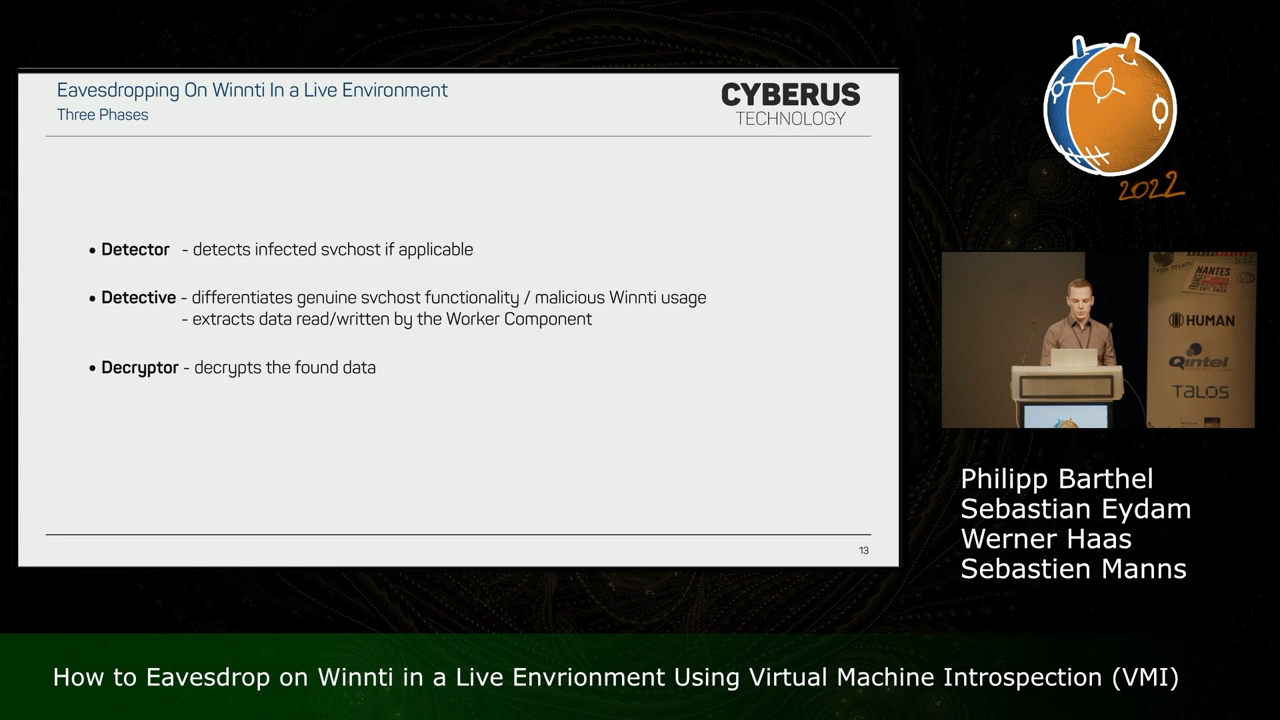 Eavesdropping On Winnti In a Live Environment
Three Phases
CYBERUS
TECHNOLOGY
• Detector - detects infected svchost if applicable
• Detective - differentiates genuine svchost functionality / malicious Winnti usage
- extracts data read/written by the Worker Component
• Decryptor - decrypts the found data
13
2022
NANTES
HUMAN
Qintel
TALOS
Philipp Barthel
Sebastian Eydam
Werner Haas
Sebastien Manns
How to Eavesdrop on Winnti in a Live Envrionment Using Virtual Machine Introspection (VMI)